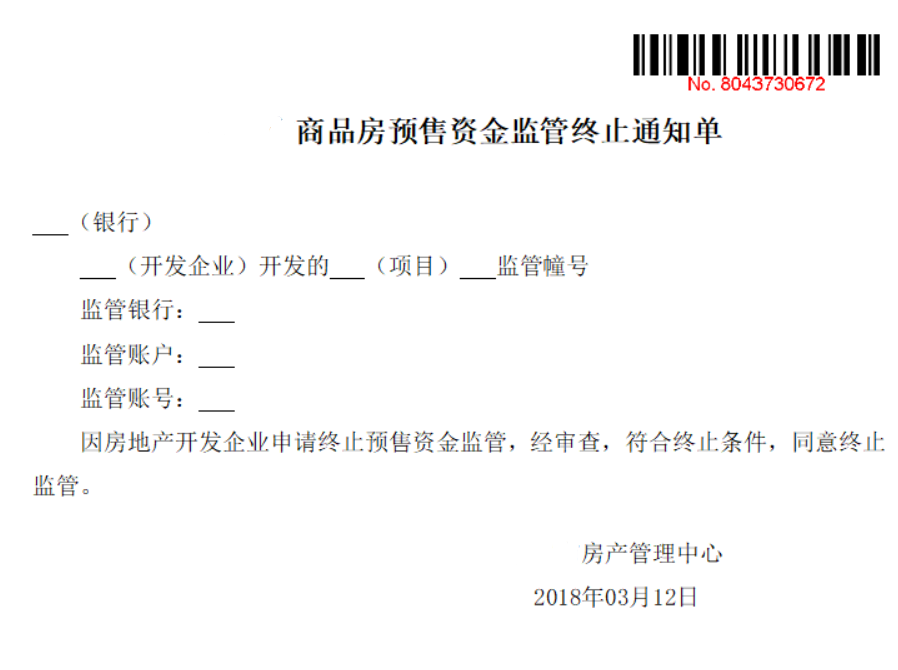 No. 8043730672
商品房预售资金监管终止通知单
___（银行）
___（开发企业）开发的___（项目）___监管幢号
监管银行：___
监管账户：___
监管账号：___
因房地产开发企业申请终止预售资金监管，经审查，符合终止条件，同意终止
监管。
房产管理中心
2018年03月12日